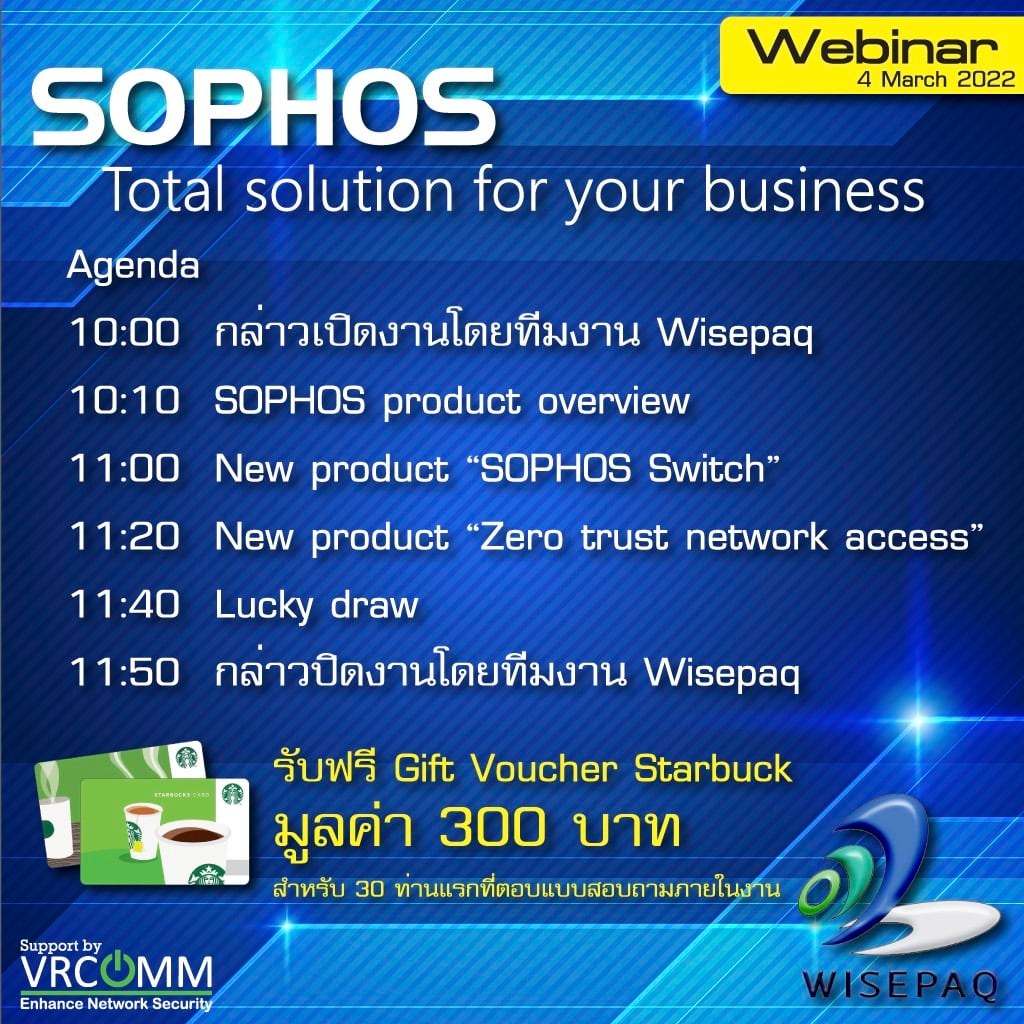 Webinar
4 March 2022
SOPHOS
Total solution for your business
Agenda
10:00 กล่าวเปิดงานโดยทีมงาน Wisepaq
10:10 SOPHOS product overview
11:00 New product “SOPHOS Switch”
11:20 New product “Zero trust network access”
11:40 Lucky draw
11:50 กล่าวปิดงานโดยทีมงาน Wisepaq
รับฟรี Gift Voucher Starbuck
มูลค่า 300 บาท
สำหรับ 30 ท่านแรกที่ตอบแบบสอบถามภายในงาน
STARBUCKS CARD
Support by
VRCOMM
Enhance Network Security
WISEPAQ